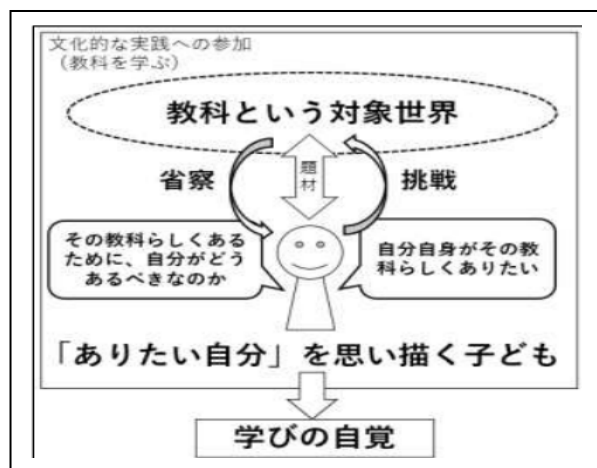 文化的な実践への参加
（教科を学ぶ）
教科という対象世界
省察
題材
挑戦
その教科らしくある
ために、自分がどう
あるべきなのか
自分自身がその教
科らしくありたい
「ありたい自分」を思い描く子ども
学びの自覚